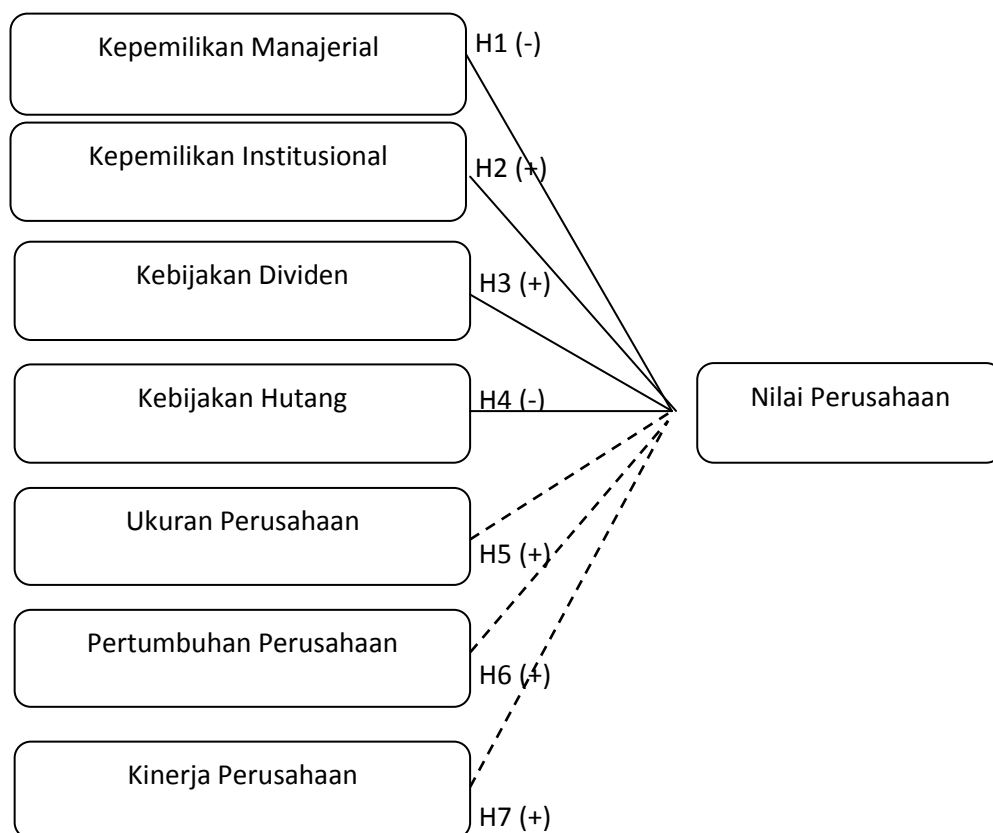 Kepemilikan Manajerial
H1 (-)
Kepemilikan Institusional
H2 (+)
Kebijakan Dividen
H3 (+)
Kebijakan Hutang
H4 (-)
Nilai Perusahaan
Ukuran Perusahaan
H5 (+)
Pertumbuhan Perusahaan
H6 (+)
Kinerja Perusahaan
H7 (+)